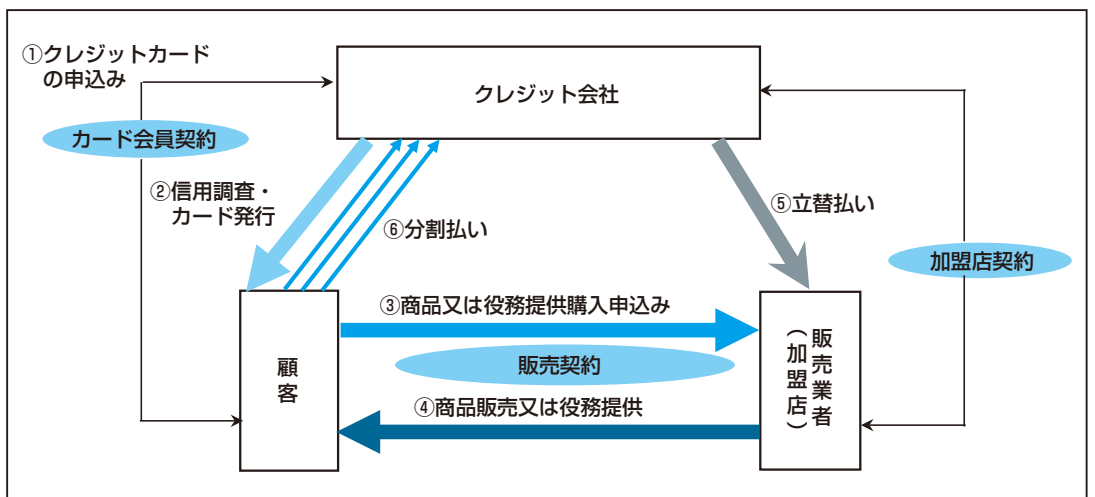 ①クレジットカード
の申込み
クレジット会社
カード会員契約
②信用調査・
カード発行
⑥分割払い
⑤立替払い
加盟店契約
③商品又は役務提供購入申込み
販売契約
④商品販売又は役務提供
顧客
販売業者
（加盟店）